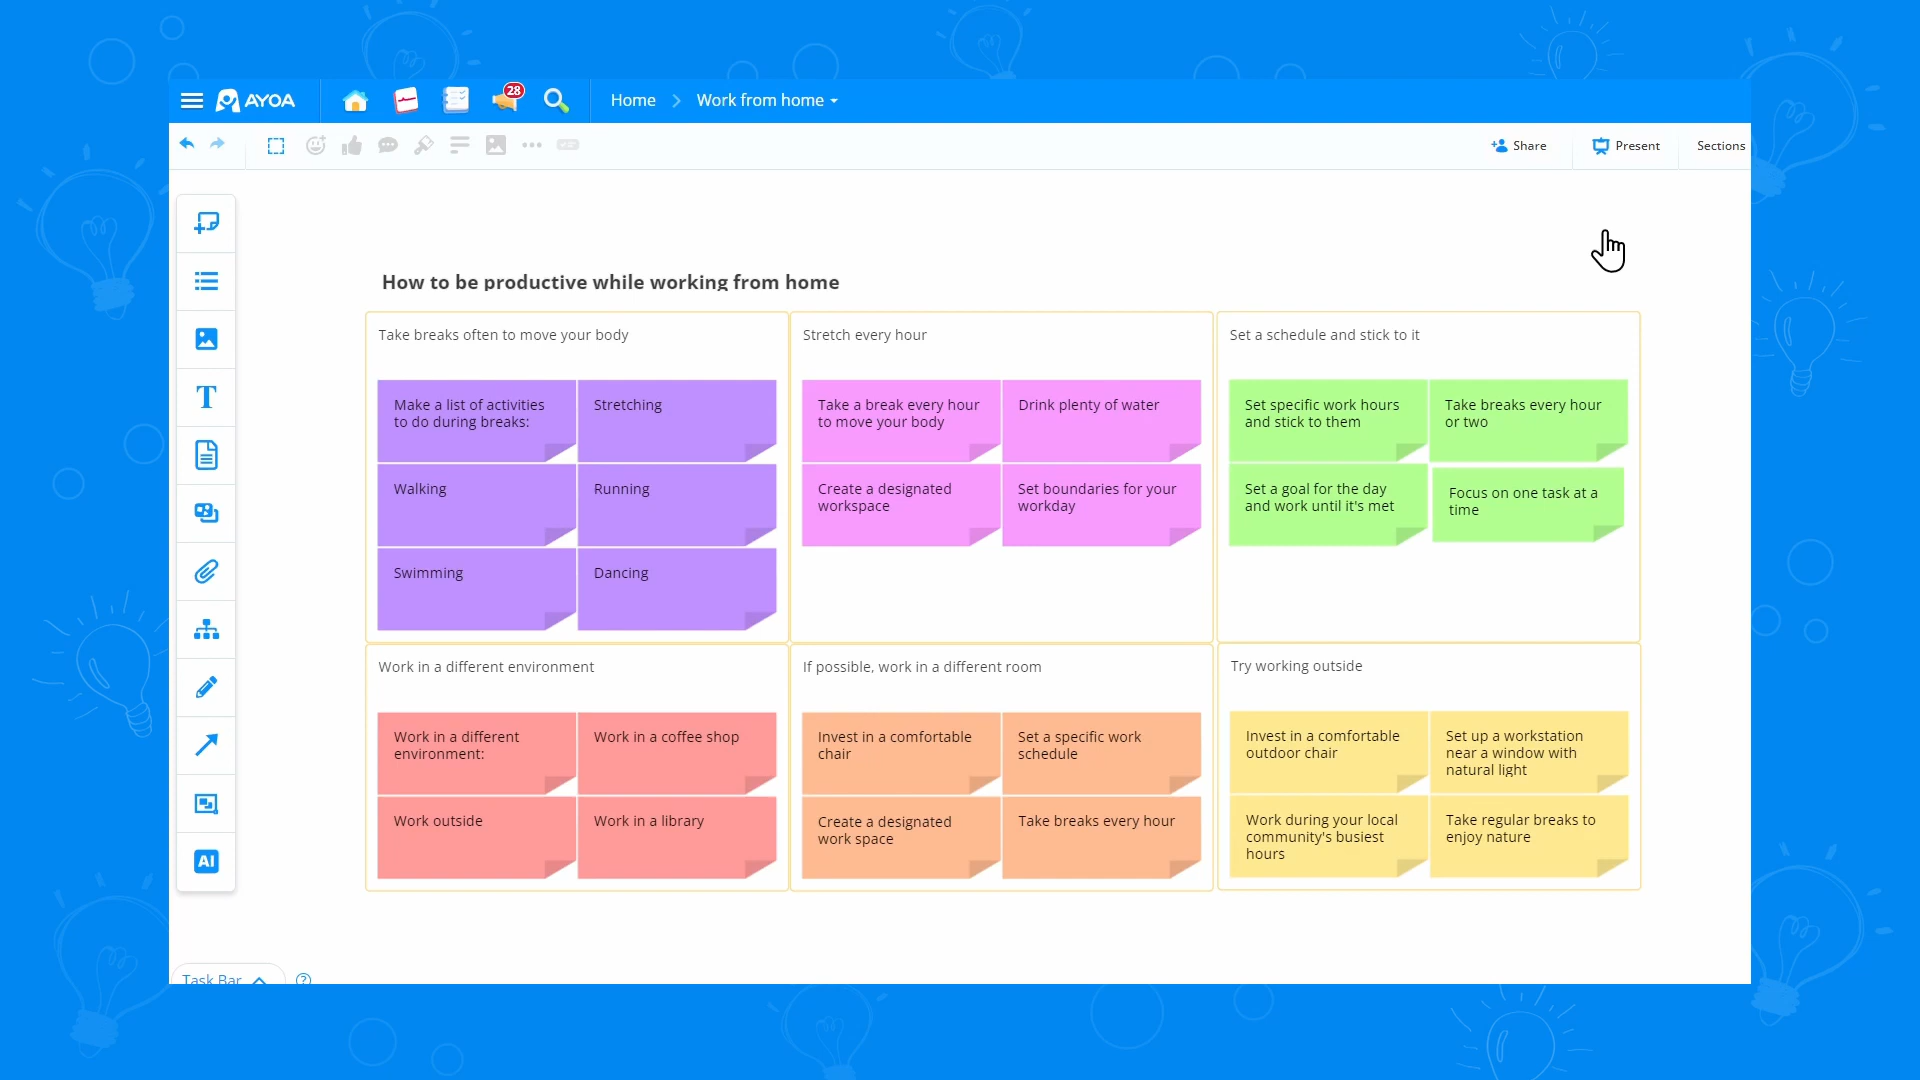 AYOA
28
Home
Work from home
Share
Present
Sections
How to be productive while working from home
Take breaks often to move your body
Make a list of activities
to do during breaks:
Stretching
Walking
Running
Swimming
Dancing
Stretch every hour
Take a break every hour
to move your body
Drink plenty of water
Create a designated
workspace
Set boundaries for your
workday
Set a schedule and stick to it
Set specific work hours
and stick to them
Take breaks every hour
or two
Set a goal for the day
and work until it's met
Focus on one task at a
time
Work in a different environment
Work in a different
environment:
Work in a coffee shop
Work outside
Work in a library
If possible, work in a different room
Invest in a comfortable
chair
Set a specific work
schedule
Create a designated
work space
Take breaks every hour
Try working outside
Invest in a comfortable
outdoor chair
Set up a workstation
near a window with
natural light
Work during your local
community's busiest
hours
Take regular breaks to
enjoy nature
T
AI
Task Bar
?